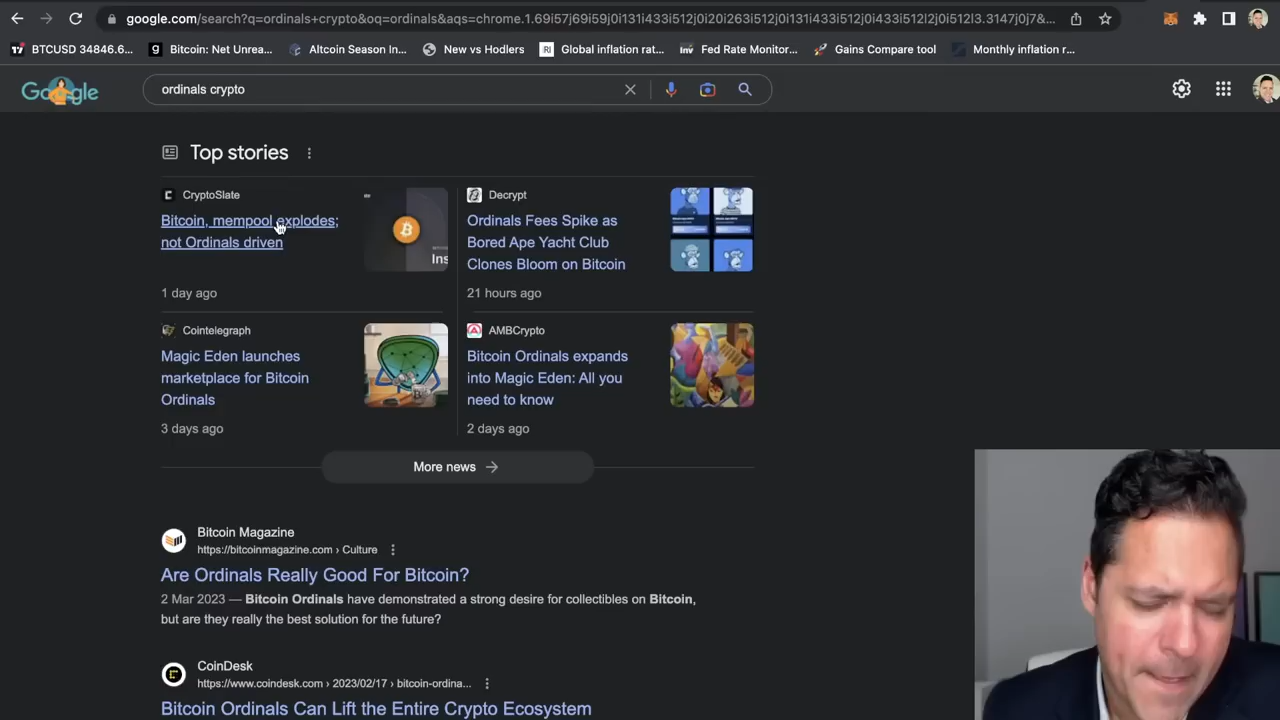 google.com/search?q=ordinals+crypto&oq=ordinals&aqs=chrome.1.69i57j69i59j0i131i433i512j0i20i263i512j0i131i433i512j0i433i512l2j0i512l3.3147j0j7&...
BTCUSD 34846.6... Bitcoin: Net Unrea... Altcoin Season In... New vs Hodlers Global inflation rat... Fed Rate Monitor... Gains Compare tool Monthly inflation r...
Google ordinals crypto
Top stories
CryptoSlate
Bitcoin, mempool explodes;
not Ordinals driven
Ins
1 day ago
Decrypt
Ordinals Fees Spike as
Bored Ape Yacht Club
Clones Bloom on Bitcoin
21 hours ago
Cointelegraph
Magic Eden launches
marketplace for Bitcoin
Ordinals
3 days ago
AMBCrypto
Bitcoin Ordinals expands
into Magic Eden: All you
need to know
2 days ago
More news
Bitcoin Magazine
https://bitcoinmagazine.com › Culture
Are Ordinals Really Good For Bitcoin?
2 Mar 2023 — Bitcoin Ordinals have demonstrated a strong desire for collectibles on Bitcoin,
but are they really the best solution for the future?
CoinDesk
https://www.coindesk.com › 2023/02/17 › bitcoin-ordina...
Bitcoin Ordinals Can Lift the Entire Crypto Ecosystem